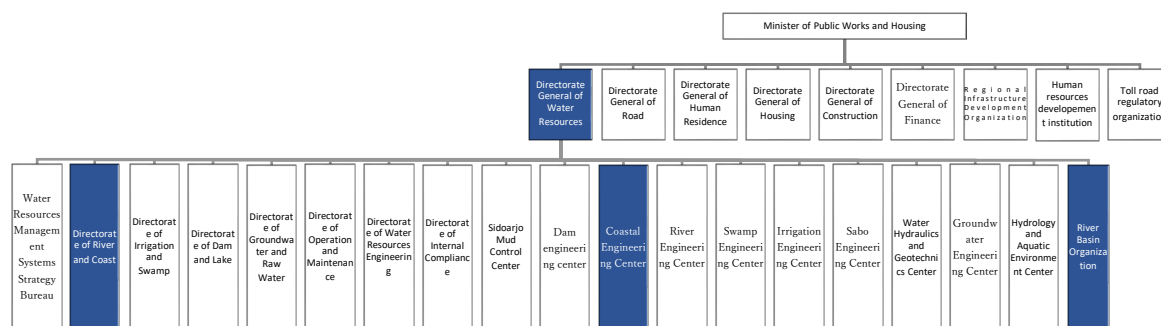 Minister of Public Works and Housing
Directorate
General of
Water
Resources
Directorate
General of
Road
Directorate
General of
Human
Residence
Directorate
General of
Housing
Directorate
General of
Construction
Directorate
General of
Finance
Regional
Infrastructure
Development
Organization
Human
resources
developemen
t institution
Toll road
regulatory
organization
Water
Resources
Managem
ent
Systems
Strategy
Bureau
Directorat
e of River
and Coast
Directorat
e of
Irrigation
and
Swamp
Directorat
e of Dam
and Lake
Directorat
e of
Groundwa
ter and
Raw
Water
Directorat
e of
Operation
and
Maintena
nce
Directorat
e of Water
Resources
Engineerin
g
Directorat
e of
Internal
Complianc
e
Sidoarjo
Mud
Control
Center
Dam
engineeri
ng center
Coastal
Engineeri
ng Center
River
Engineeri
ng Center
Swamp
Engineeri
ng Center
Irrigation
Engineeri
ng Center
Sabo
Engineeri
ng Center
Water
Hydraulics
and
Geotechni
cs Center
Groundw
ater
Engineeri
ng Center
Hydrology
and
Aquatic
Environme
nt Center
River
Basin
Organiza
tion